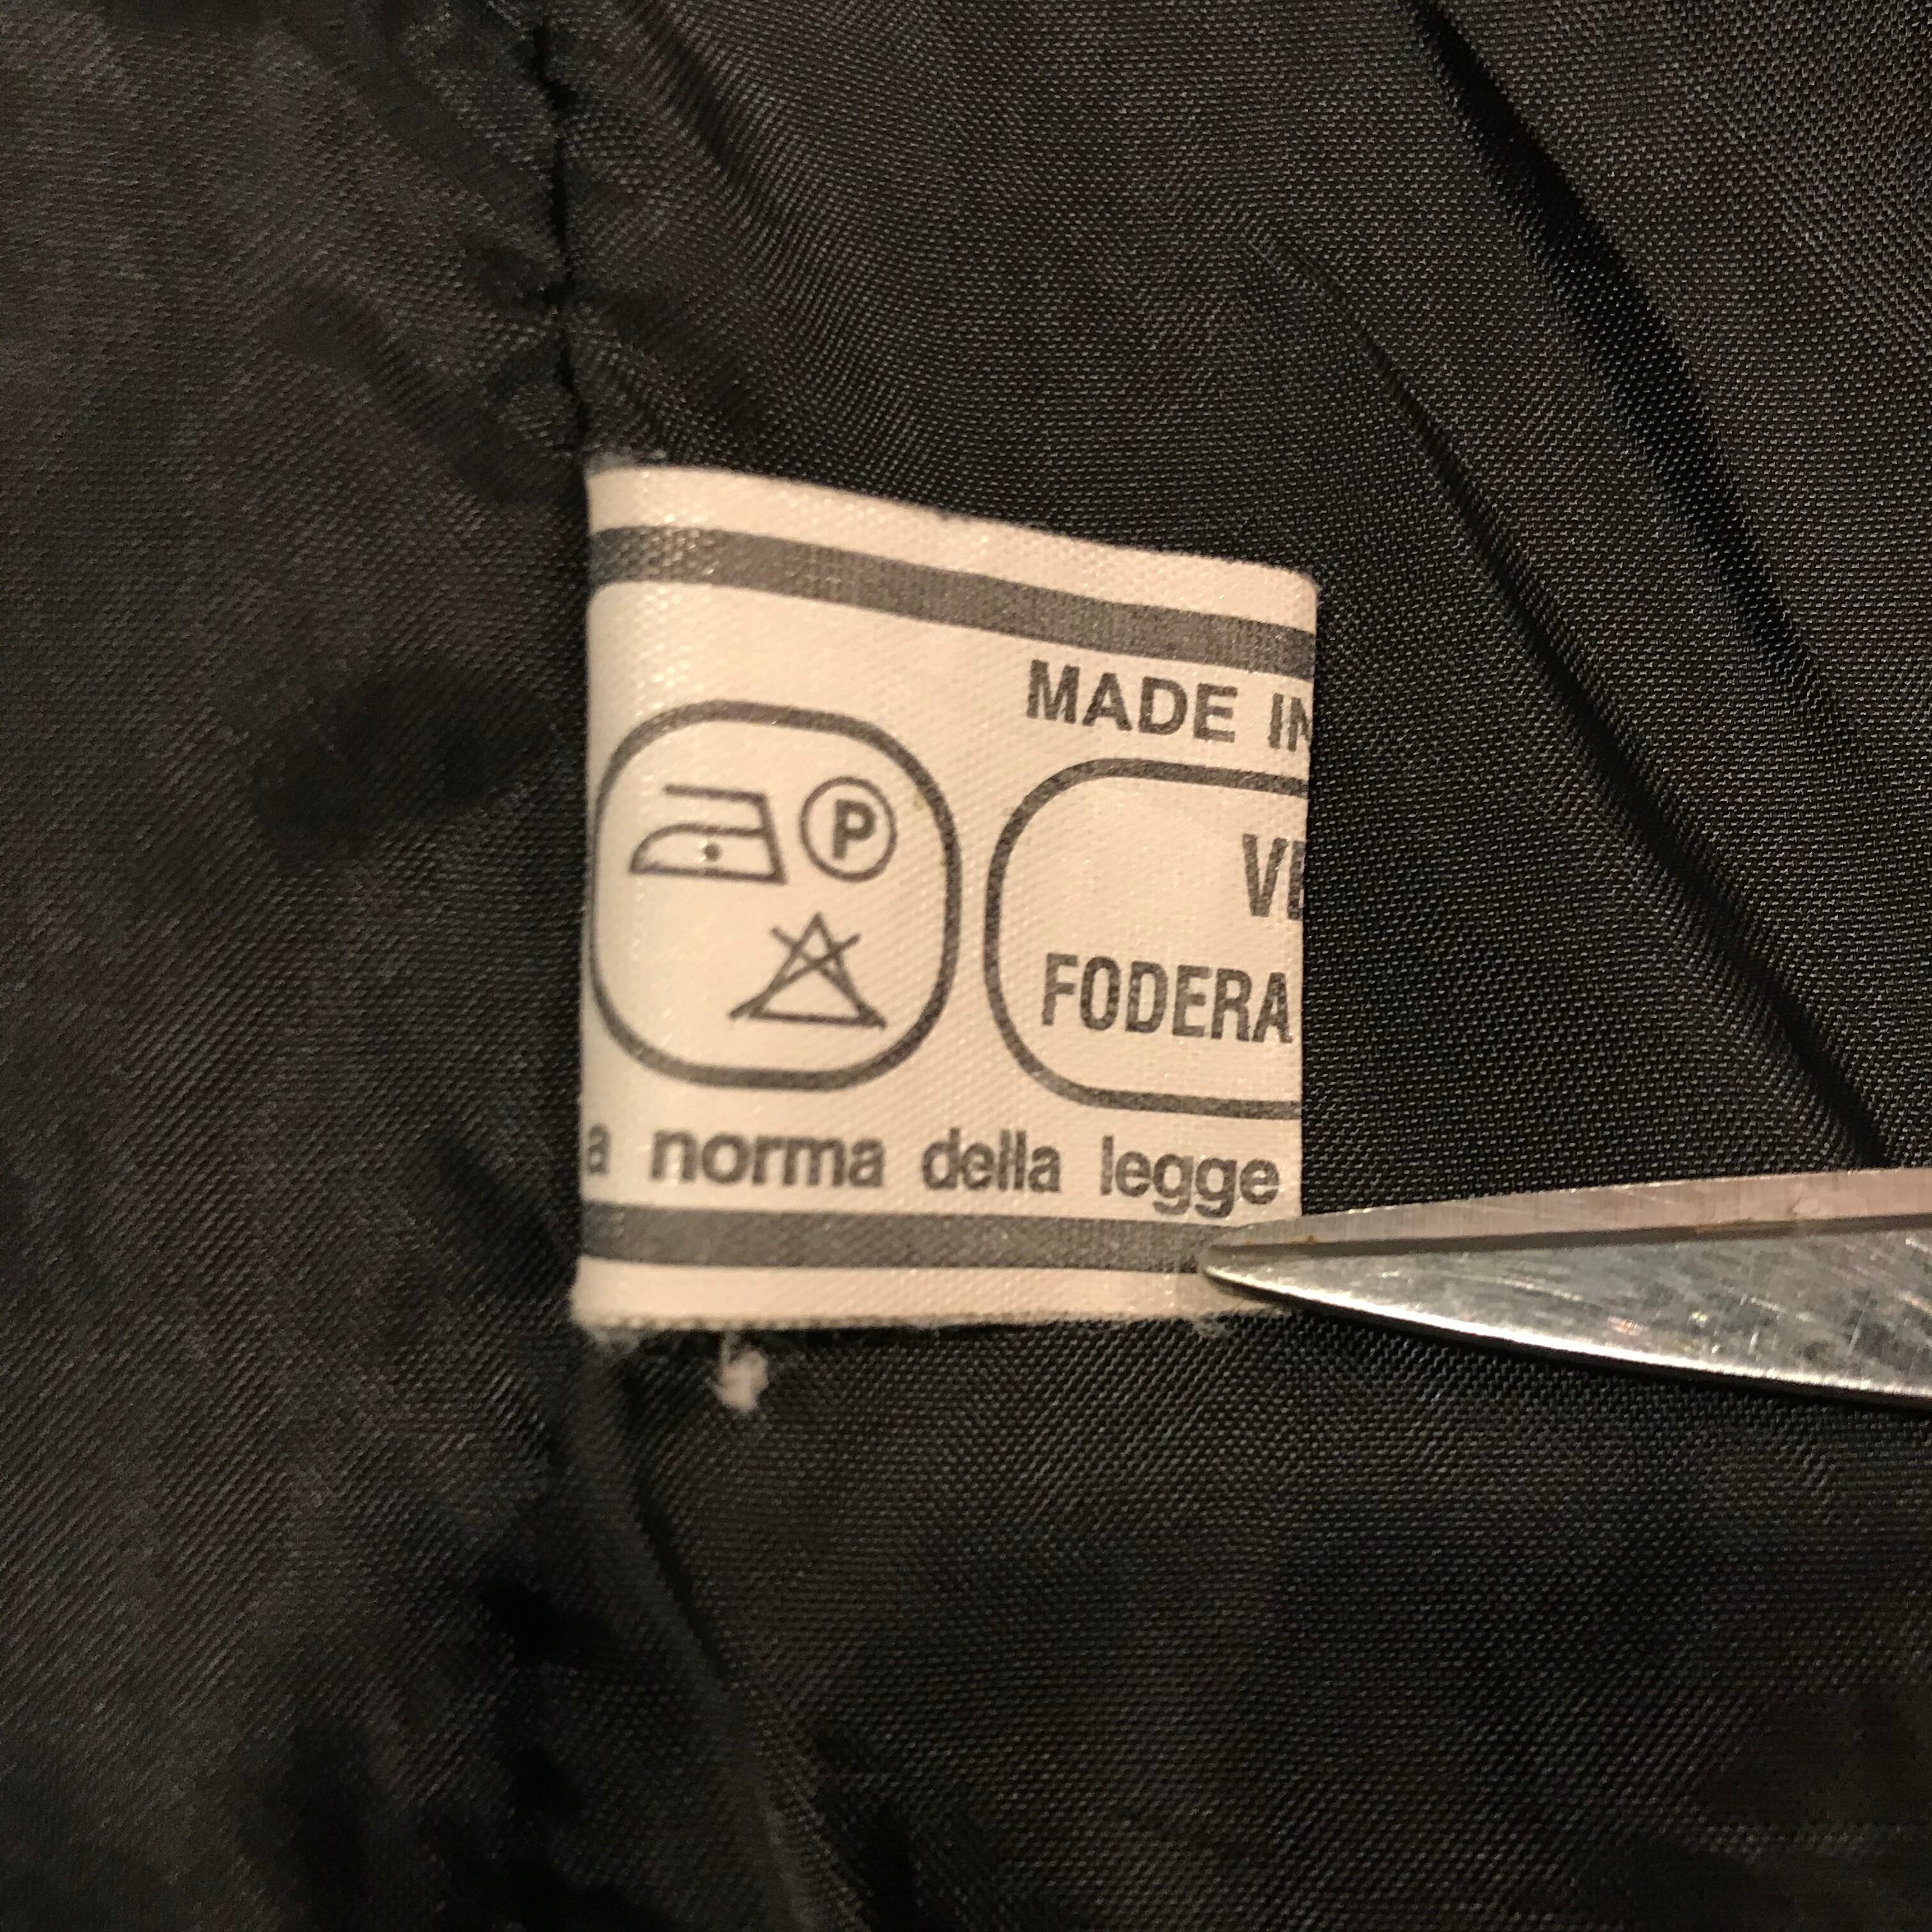 MADE IN
P
FODERA
a norma della legge